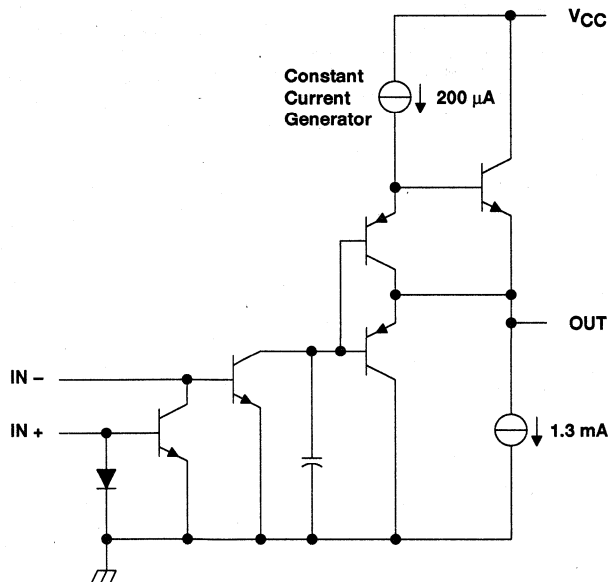 VCC
Constant
Current
Generator
200 µA
OUT
IN –
IN +
1.3 mA